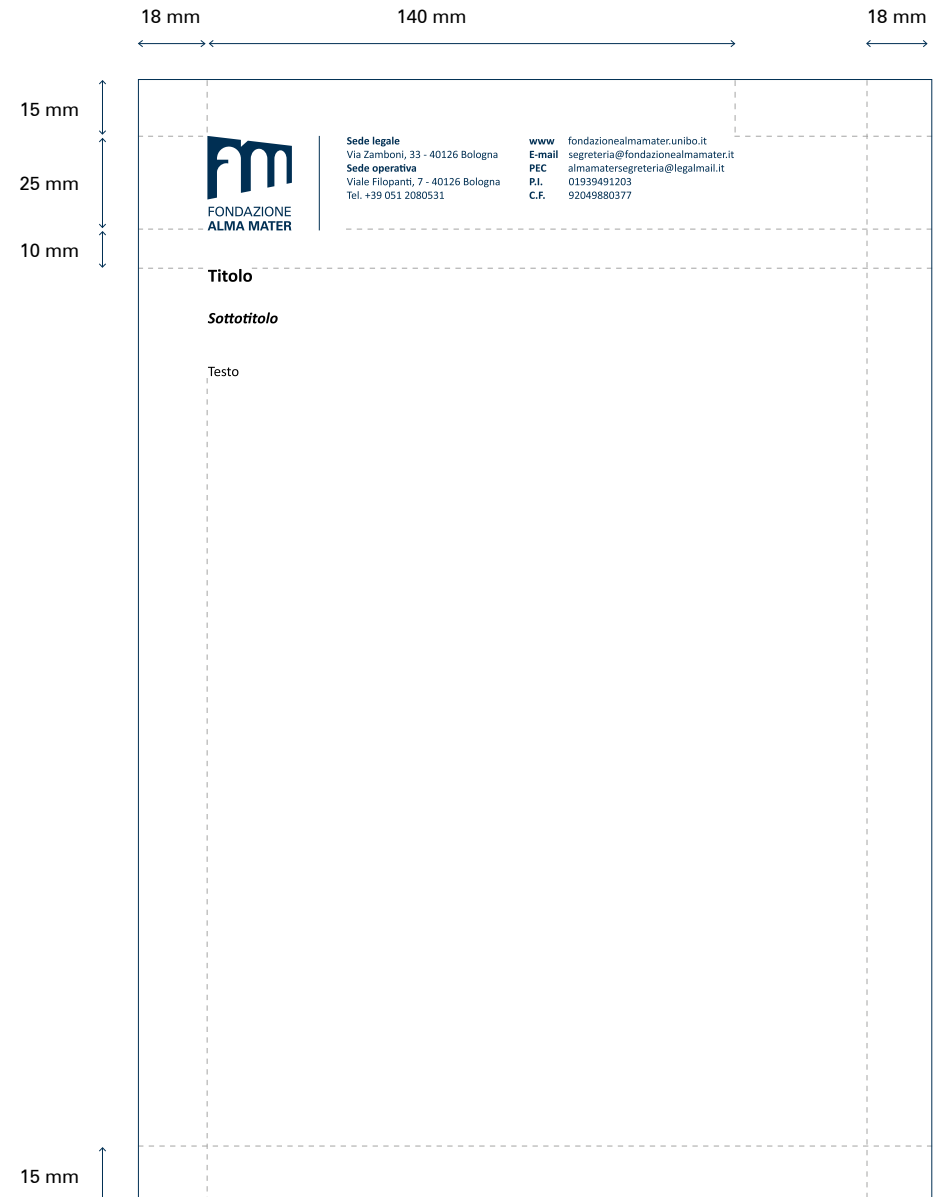 18 mm 140 mm 18 mm
15 mm
25 mm
10 mm
fm
FONDAZIONE
ALMA MATER
Sede legale
Via Zamboni, 33 - 40126 Bologna
Sede operativa
Viale Filopanti, 7 - 40126 Bologna
Tel. +39 051 2080531
www fondazionealmamater.unibo.it
E-mail segreteria@fondazionealmamater.it
PEC almamatersegreteria@legalmail.it
P.I. 01939491203
C.F. 92049880377
Titolo
Sottotitolo
Testo
15 mm